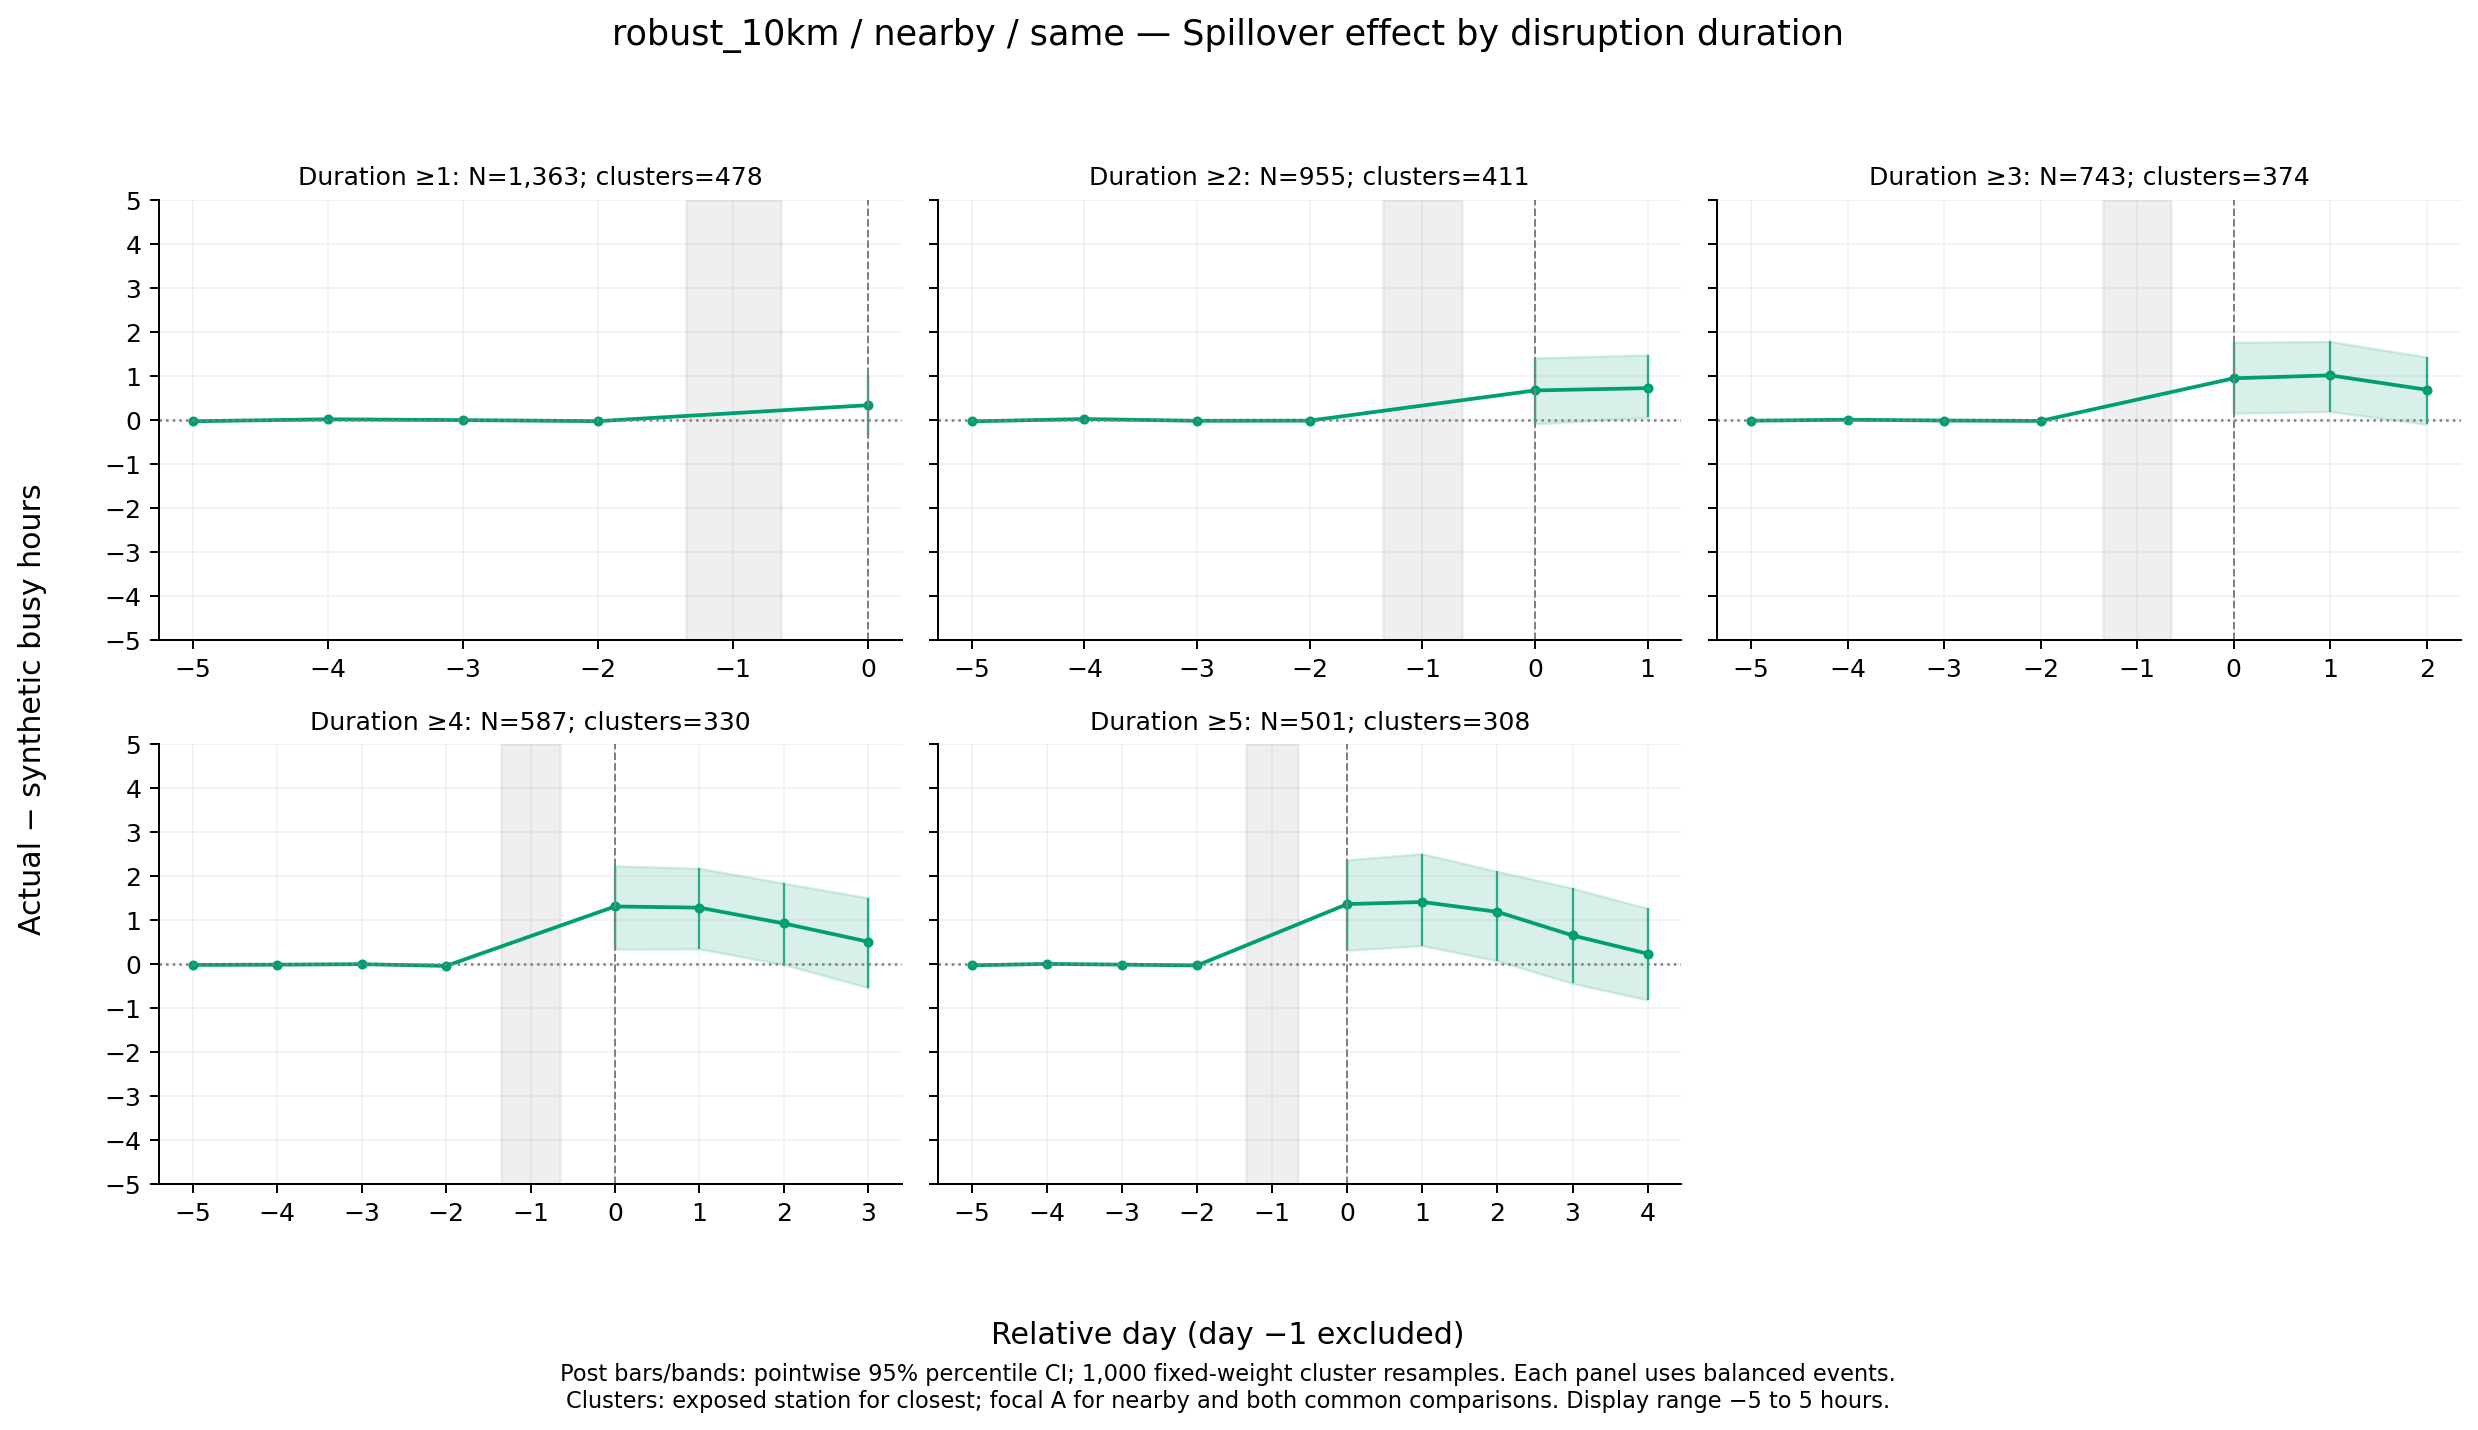 robust_10km / nearby / same — Spillover effect by disruption duration
Duration ≥1: N=1,363; clusters=478
Duration ≥2: N=955; clusters=411
Duration ≥3: N=743; clusters=374
5
4
3
2
1
0
−1
−2
−3
−4
−5
−5 −4 −3 −2 −1 0
−5 −4 −3 −2 −1 0 1
−5 −4 −3 −2 −1 0 1 2
Actual − synthetic busy hours
Duration ≥4: N=587; clusters=330
Duration ≥5: N=501; clusters=308
5
4
3
2
1
0
−1
−2
−3
−4
−5
−5 −4 −3 −2 −1 0 1 2 3
−5 −4 −3 −2 −1 0 1 2 3 4
Relative day (day −1 excluded)
Post bars/bands: pointwise 95% percentile CI; 1,000 fixed-weight cluster resamples. Each panel uses balanced events.
Clusters: exposed station for closest; focal A for nearby and both common comparisons. Display range −5 to 5 hours.